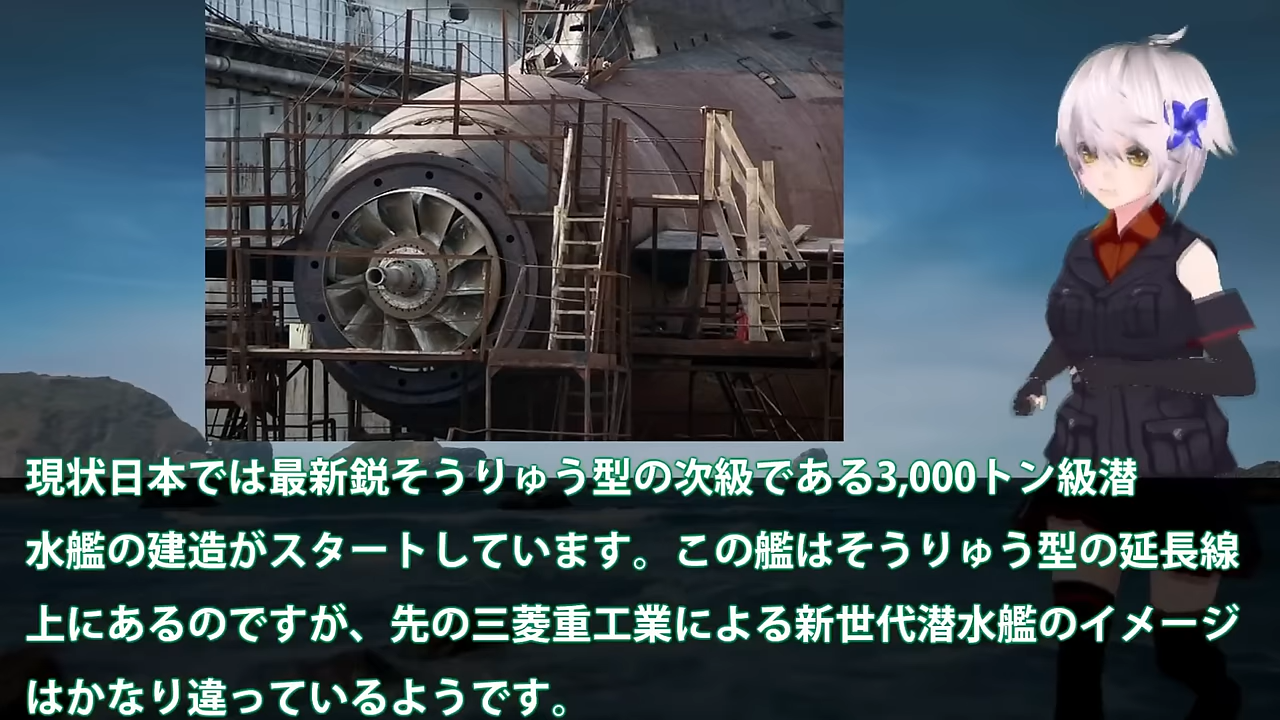 現状日本では最新鋭そうりゅう型の次級である3,000トン級潜
水艦の建造がスタートしています。この艦はそうりゅう型の延長線
上にあるのですが、先の三菱重工業による新世代潜水艦のイメージ
はかなり違っているようです。